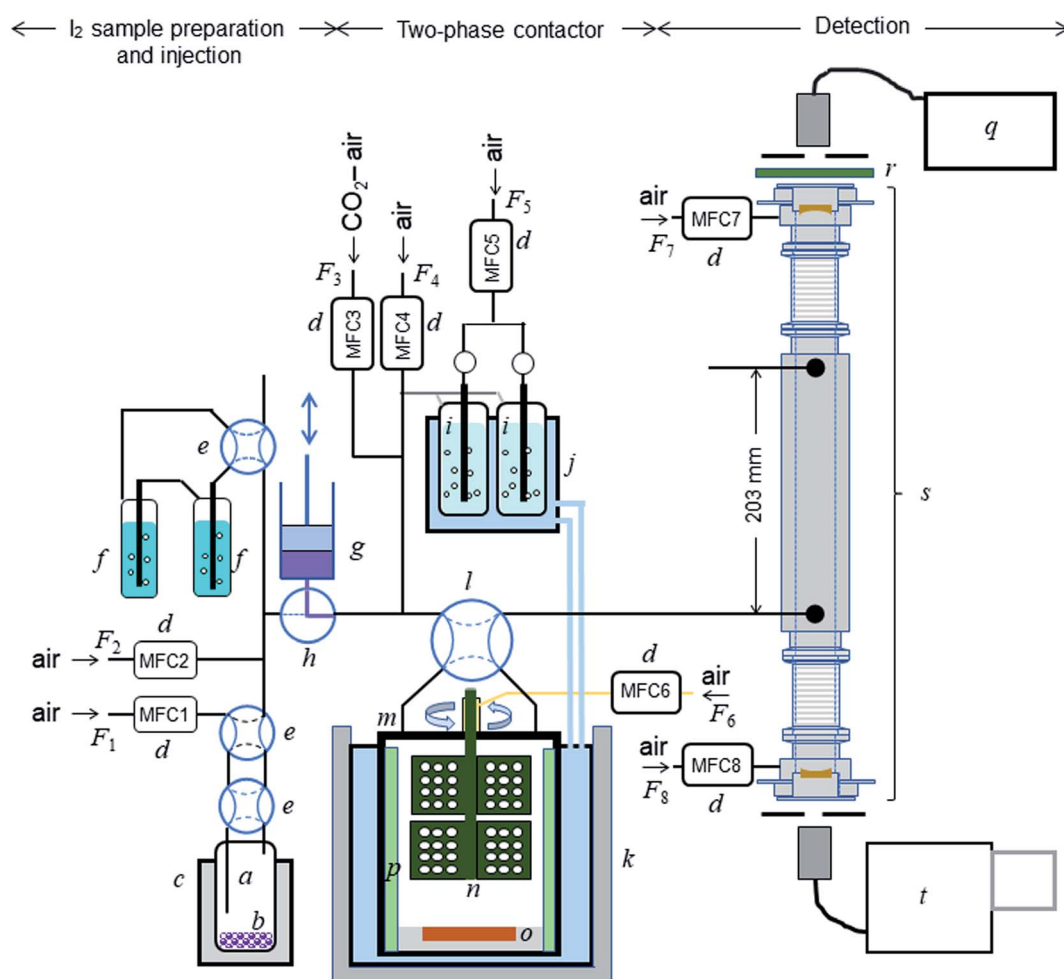 I₂ sample preparation
and injection
Two-phase contactor
Detection
q
r
air
F₅
CO₂–air
air
MFC5
d
air
MFC7
F₇
d
F₃
F₄
d
MFC3
MFC4
d
e
i
i
j
203 mm
s
f
f
g
l
h
d
air
F₂
MFC2
d
MFC6
air
F₆
air
F₁
MFC1
d
e
m
air
F₈
MFC8
d
e
c
a
b
p
n
k
o
t